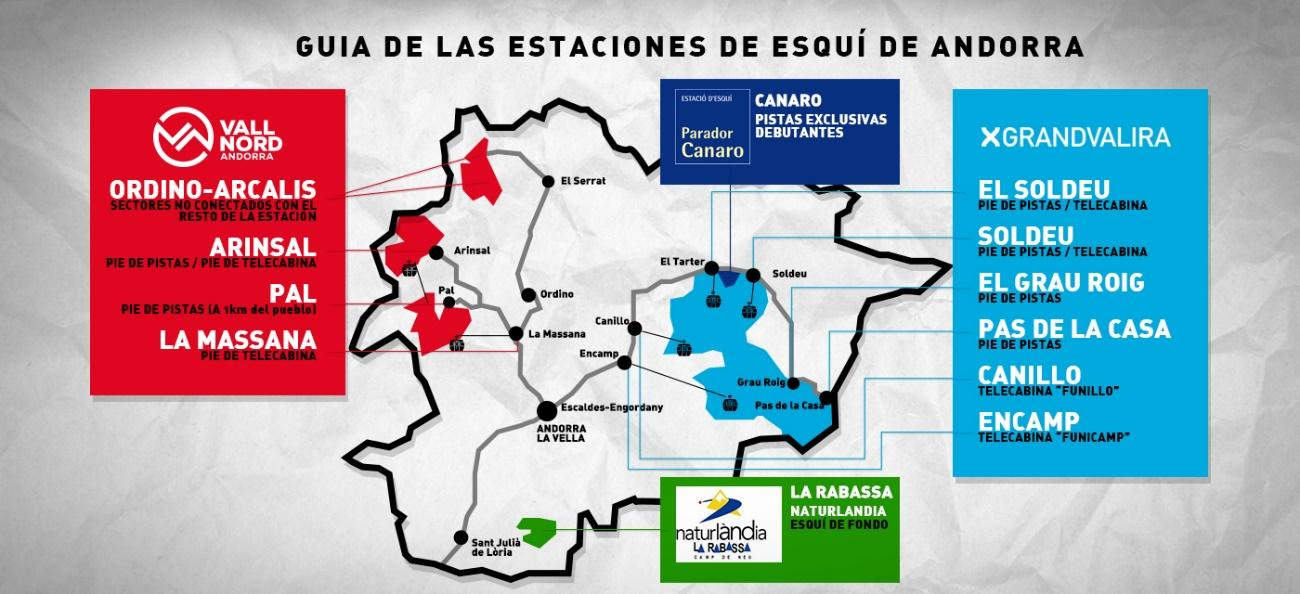 GUIA DE LAS ESTACIONES DE ESQUÍ DE ANDORRA
VALL
NORD
ANDORRA
ORDINO-ARCALIS
SECTORES NO CONECTADOS CON EL
RESTO DE LA ESTACIÓN
ARINSAL
PIE DE PISTAS / PIE DE TELECABINA
PAL
PIE DE PISTAS (A 1km del pueblo)
LA MASSANA
PIE DE TELECABINA
ESTACIÓ D'ESQUÍ
Parador
Canaro
CANARO
PISTAS EXCLUSIVAS
DEBUTANTES
XGRANDVALIRA
EL SOLDEU
PIE DE PISTAS / TELECABINA
SOLDEU
PIE DE PISTAS / TELECABINA
EL GRAU ROIG
PIE DE PISTAS
PAS DE LA CASA
PIE DE PISTAS
CANILLO
TELECABINA "FUNILLO"
ENCAMP
TELECABINA "FUNICAMP"
El Serrat
Arinsal
Pal
Ordino
La Massana
El Tarter
Soldeu
Canillo
Encamp
Grau Roig
Pas de la Casa
Escaldes-Engordany
ANDORRA
LA VELLA
Sant Julià
de Lòria
naturlàndia
LA RABASSA
CAMP DE NEU
LA RABASSA
NATURLANDIA
ESQUÍ DE FONDO